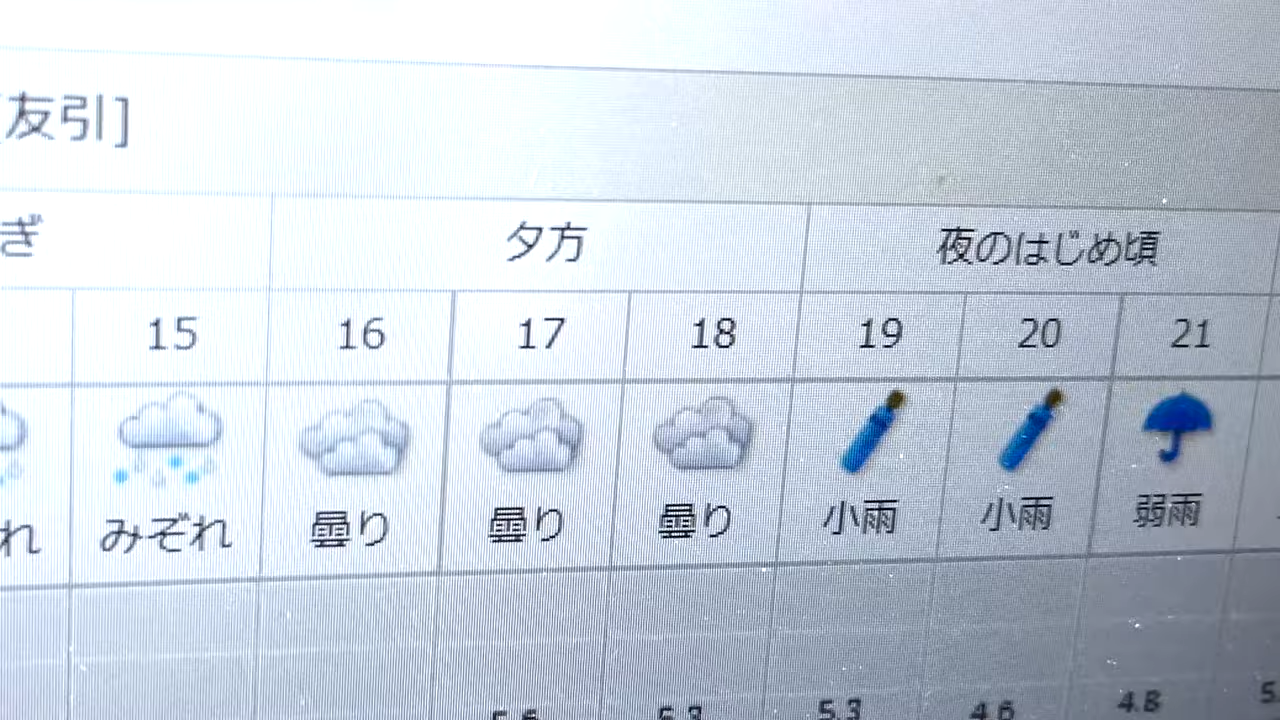 友引]
ぎ 夕方 夜のはじめ頃
15 16 17 18 19 20 21
れ みぞれ 曇り 曇り 曇り 小雨 小雨 弱雨
5.3 4.6 4.8